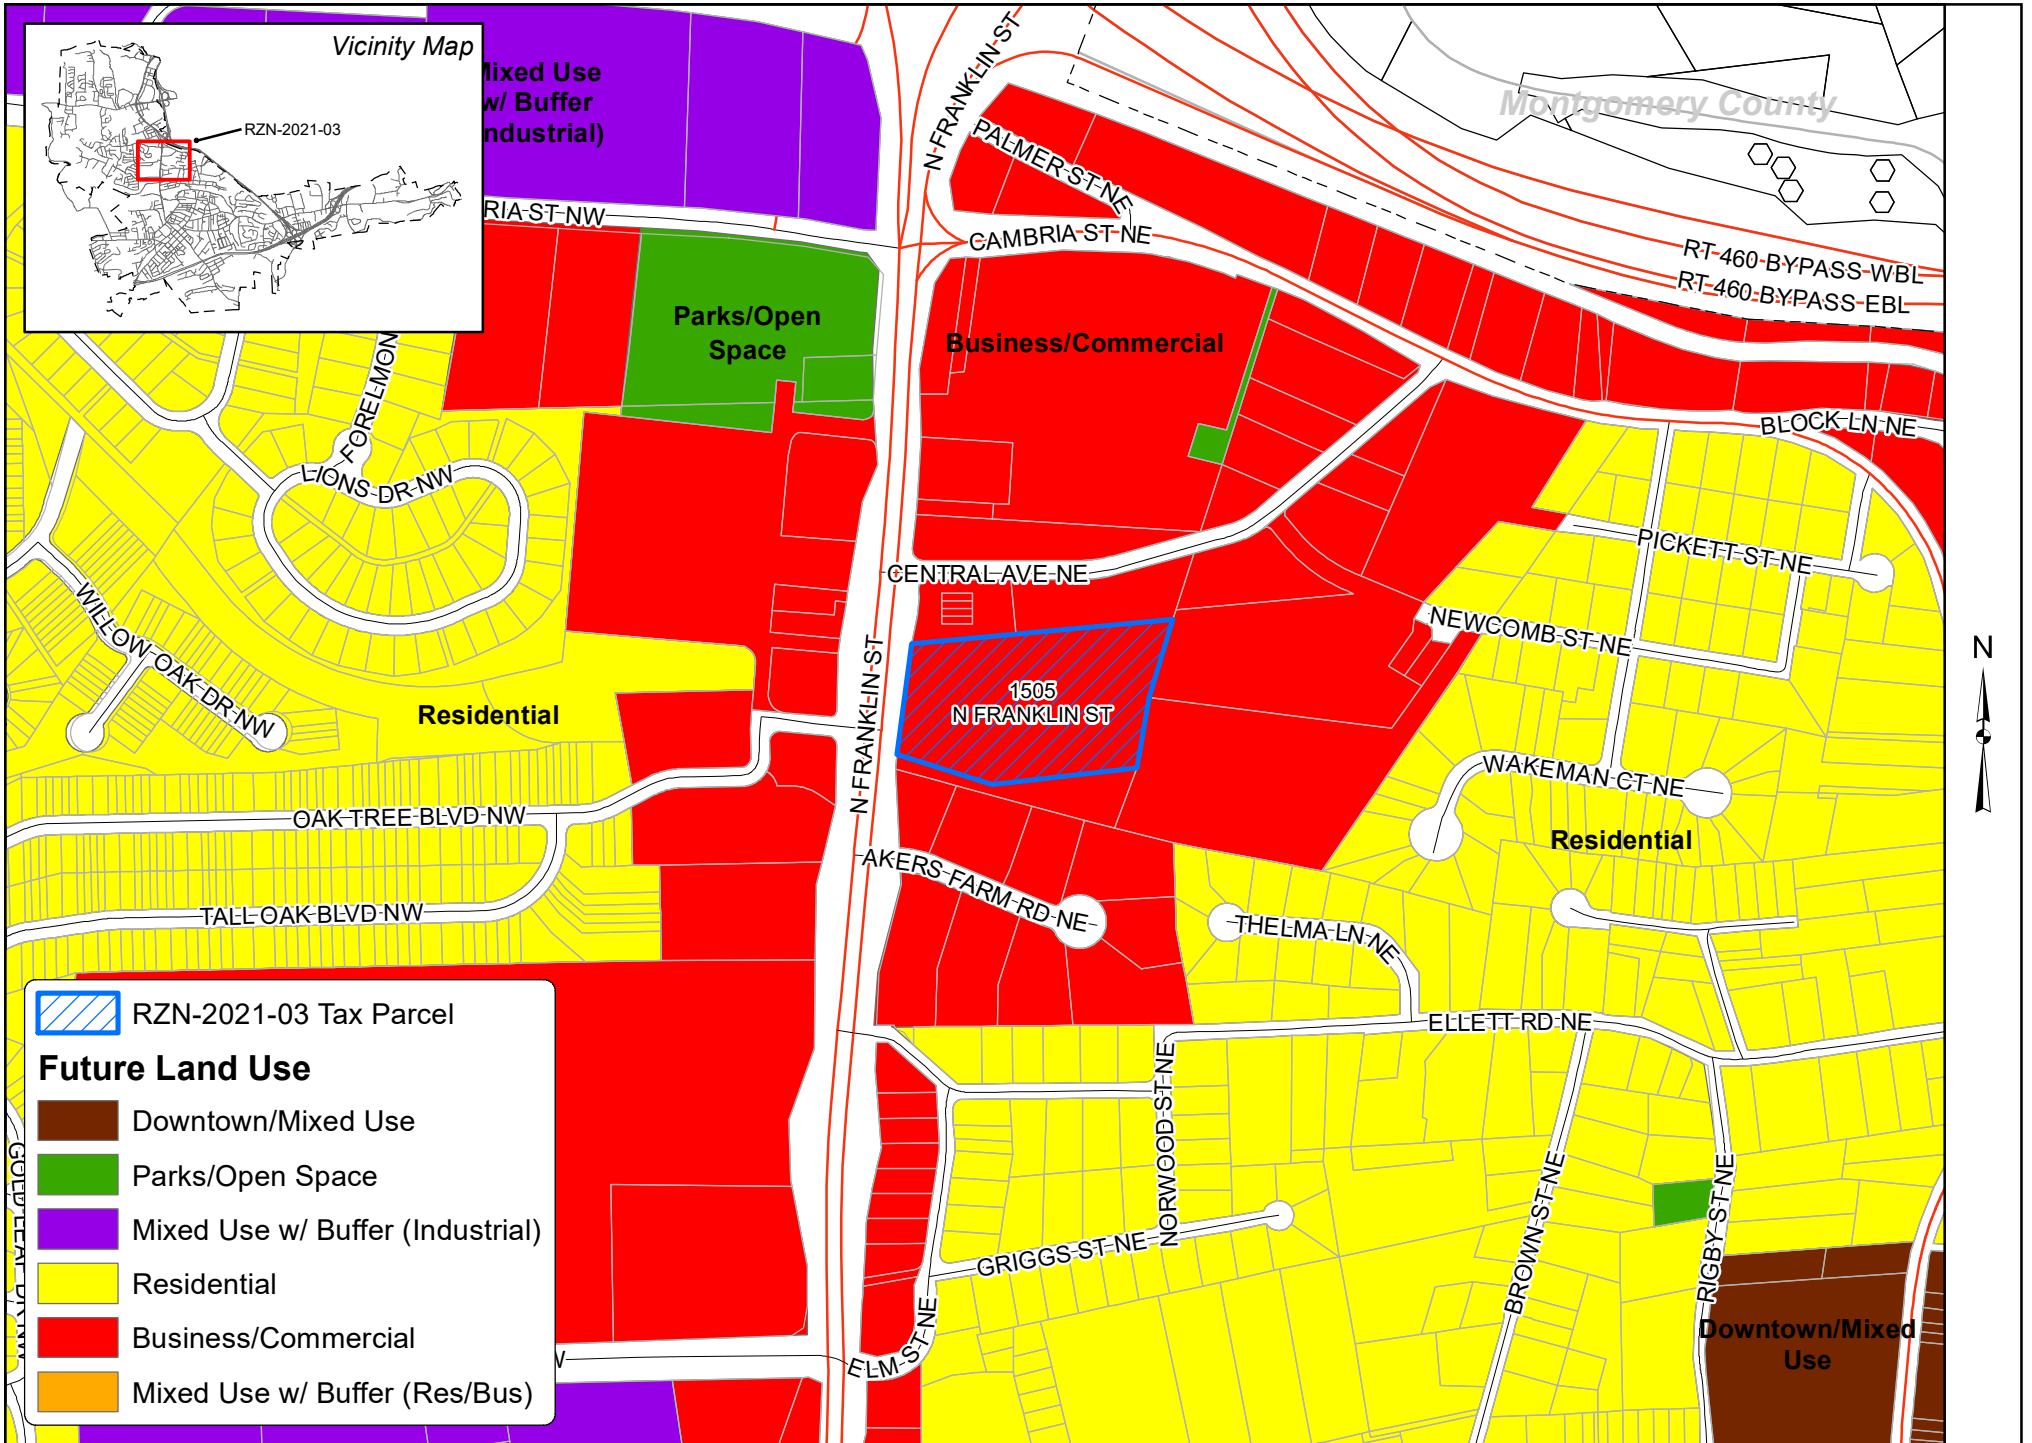 Vicinity Map
RZN-2021-03
Mixed Use
w/ Buffer
ndustrial)
N FRANKLIN ST
PALMER ST NE
Montgomery County
RIA ST NW
CAMBRIA ST NE
RT 460 BYPASS WBL
RT 460 BYPASS EBL
Parks/Open
Space
Business/Commercial
FORELMON
BLOCK LN NE
LIONS DR NW
PICKETT ST NE
CENTRAL AVE NE
WILLOW OAK DR NW
NEWCOMB ST NE
N
1505
N FRANKLIN ST
Residential
N FRANKLIN ST
WAKEMAN CT NE
OAK TREE BLVD NW
Residential
AKERS FARM RD NE
TALL OAK BLVD NW
THELMA LN NE
ELLETT RD NE
RZN-2021-03 Tax Parcel
Future Land Use
Downtown/Mixed Use
Parks/Open Space
Mixed Use w/ Buffer (Industrial)
Residential
Business/Commercial
Mixed Use w/ Buffer (Res/Bus)
NORWOOD ST NE
GRIGGS ST NE
BROWN ST NE
RIGBY ST NE
ELM ST NE
Downtown/Mixed
Use